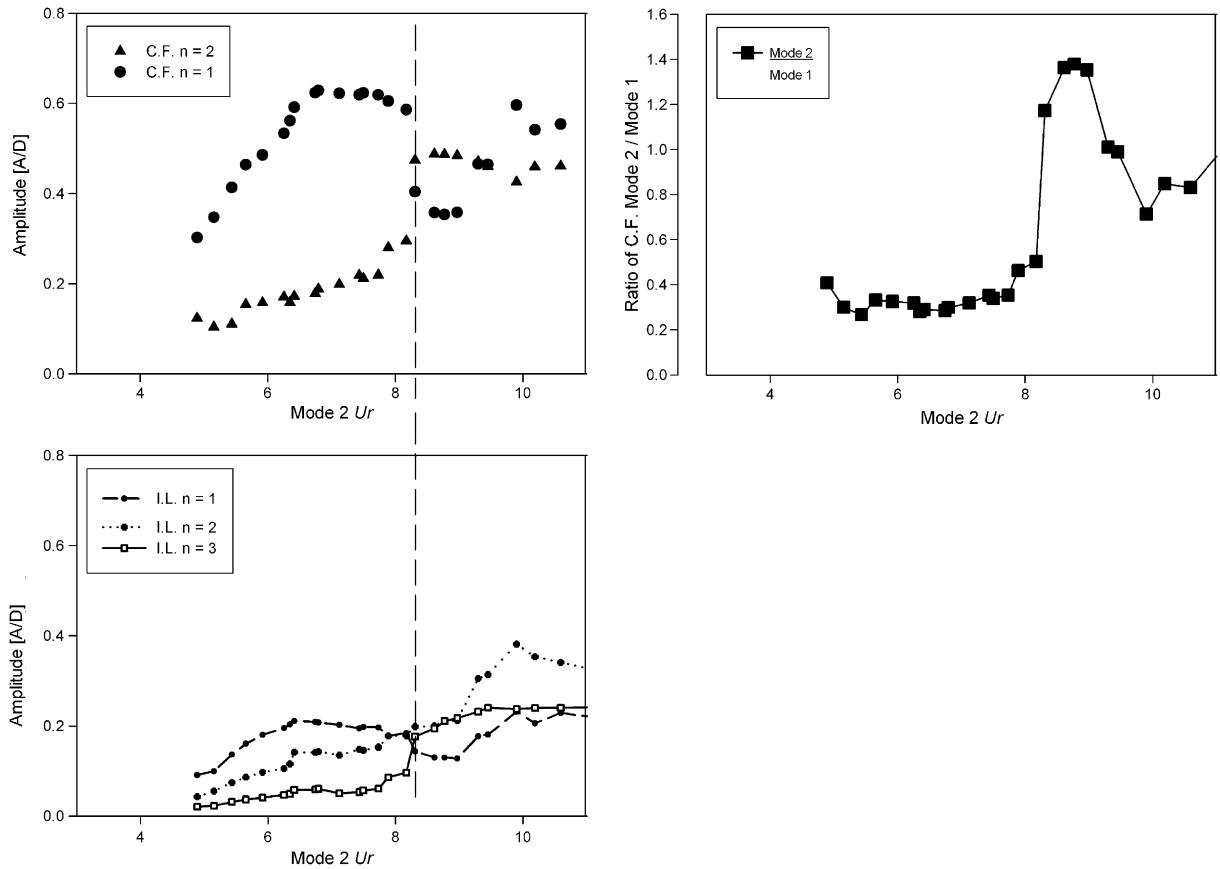 0.8
0.6
0.4
0.2
0.0
Amplitude [A/D]
C.F. n = 2
C.F. n = 1
4 6 8 10
Mode 2 Ur
1.6
1.4
1.2
1.0
0.8
0.6
0.4
0.2
0.0
Ratio of C.F. Mode 2 / Mode 1
Mode 2
Mode 1
4 6 8 10
Mode 2 Ur
0.8
0.6
0.4
0.2
0.0
Amplitude [A/D]
I.L. n = 1
I.L. n = 2
I.L. n = 3
4 6 8 10
Mode 2 Ur